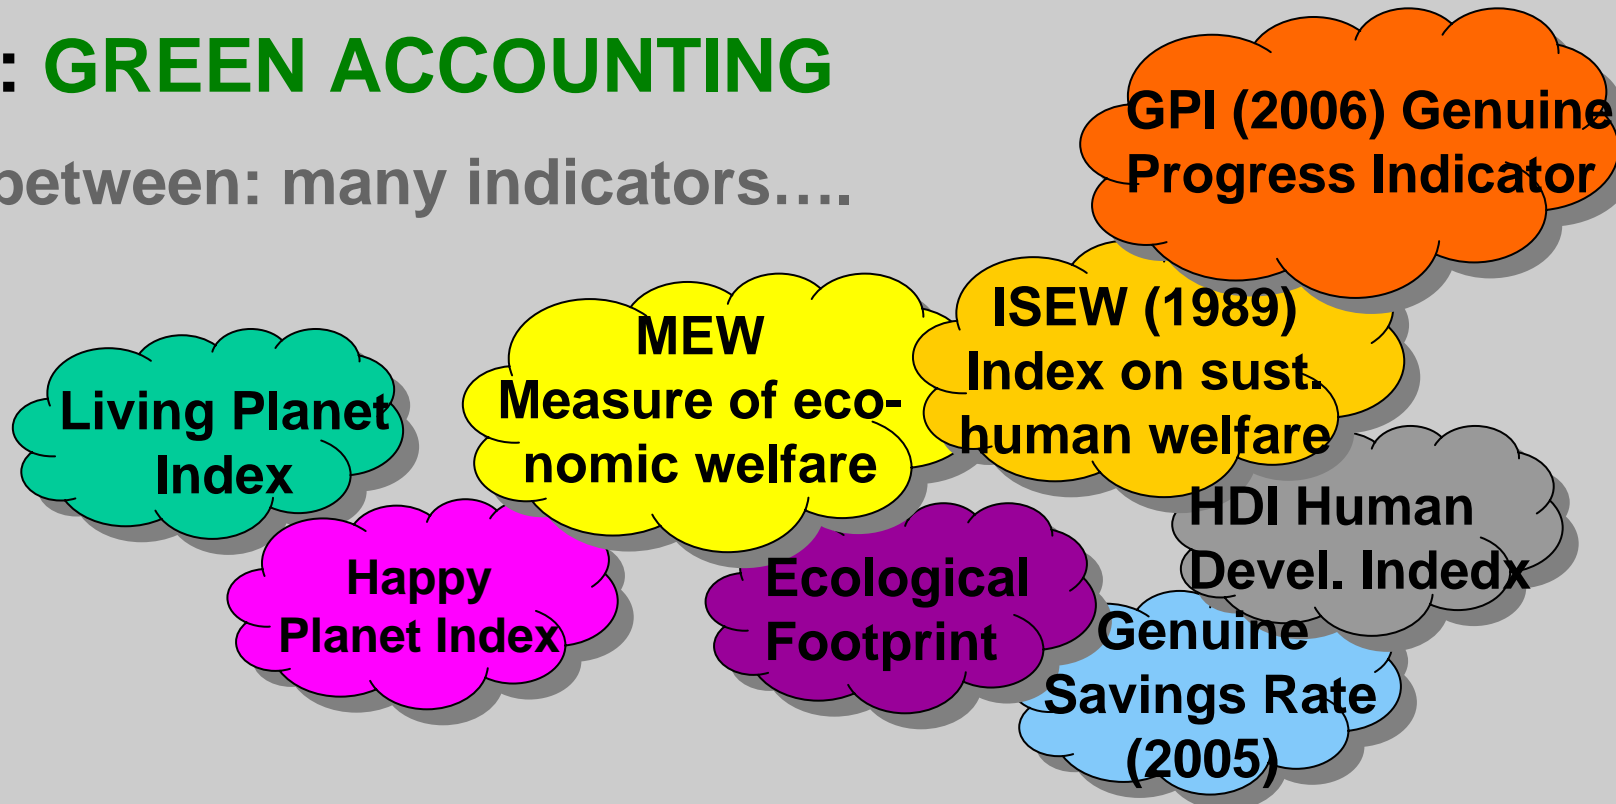 : GREEN ACCOUNTING
between: many indicators….
GPI (2006) Genuine
Progress Indicator
ISEW (1989)
Index on sust.
human welfare
MEW
Measure of eco-
nomic welfare
Living Planet
Index
HDI Human
Devel. Indedx
Happy
Planet Index
Ecological
Footprint
Genuine
Savings Rate
(2005)